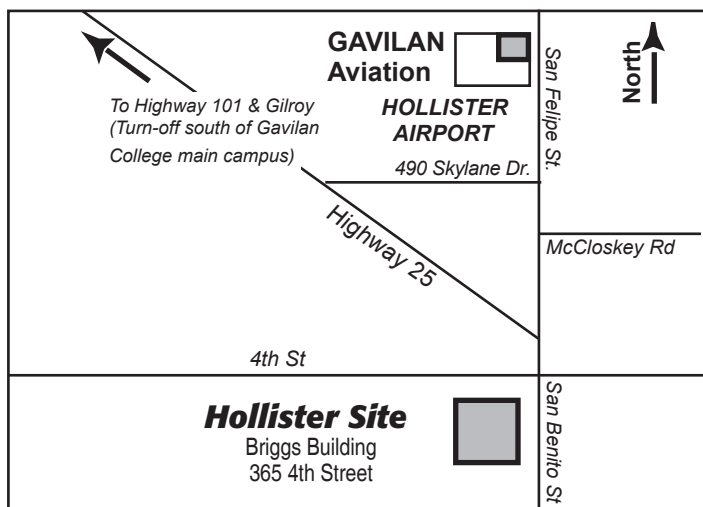 GAVILAN
Aviation
San Felipe St.
North
To Highway 101 & Gilroy
(Turn-off south of Gavilan
College main campus)
HOLLISTER
AIRPORT
490 Skylane Dr.
Highway 25
McCloskey Rd
4th St
Hollister Site
Briggs Building
365 4th Street
San Benito St